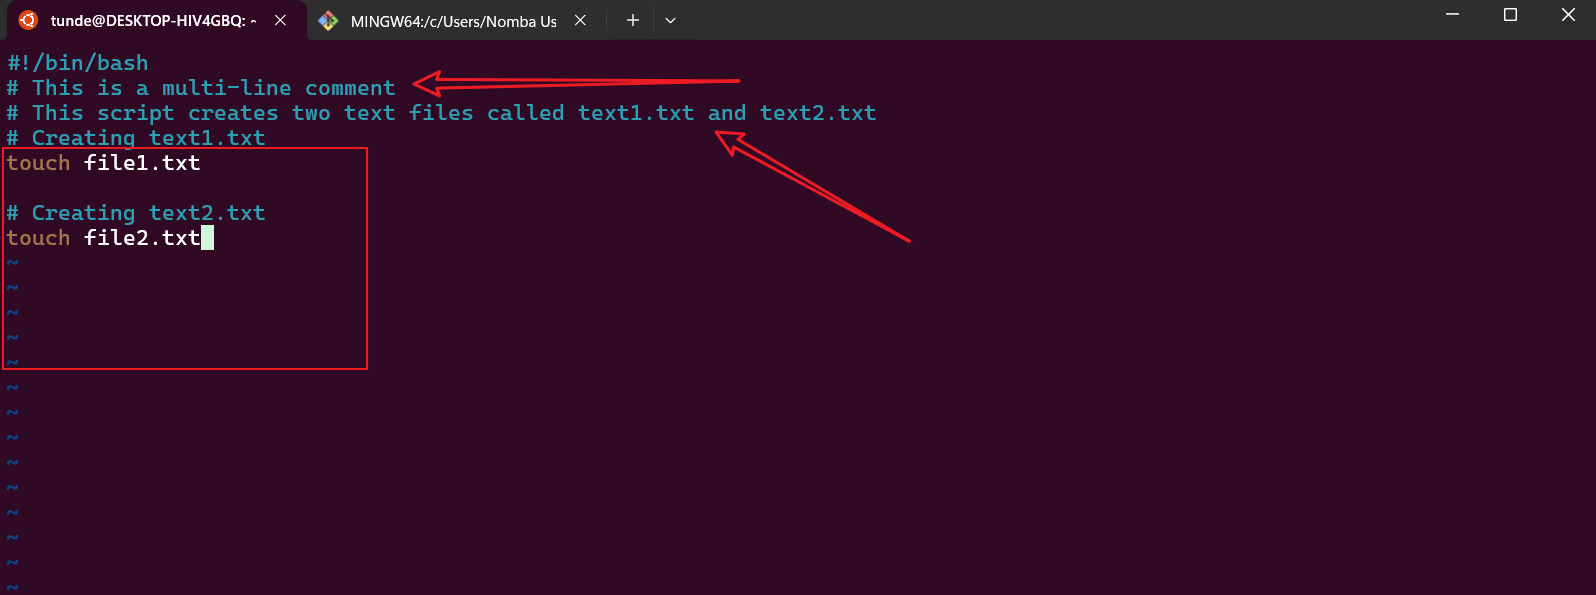 tunde@DESKTOP-HIV4GBQ: ~
MINGW64:/c/Users/Nomba Us
#!/bin/bash
# This is a multi-line comment
# This script creates two text files called text1.txt and text2.txt
# Creating text1.txt
touch file1.txt
# Creating text2.txt
touch file2.txt
~
~
~
~
~
~
~
~
~
~
~
~
~
~